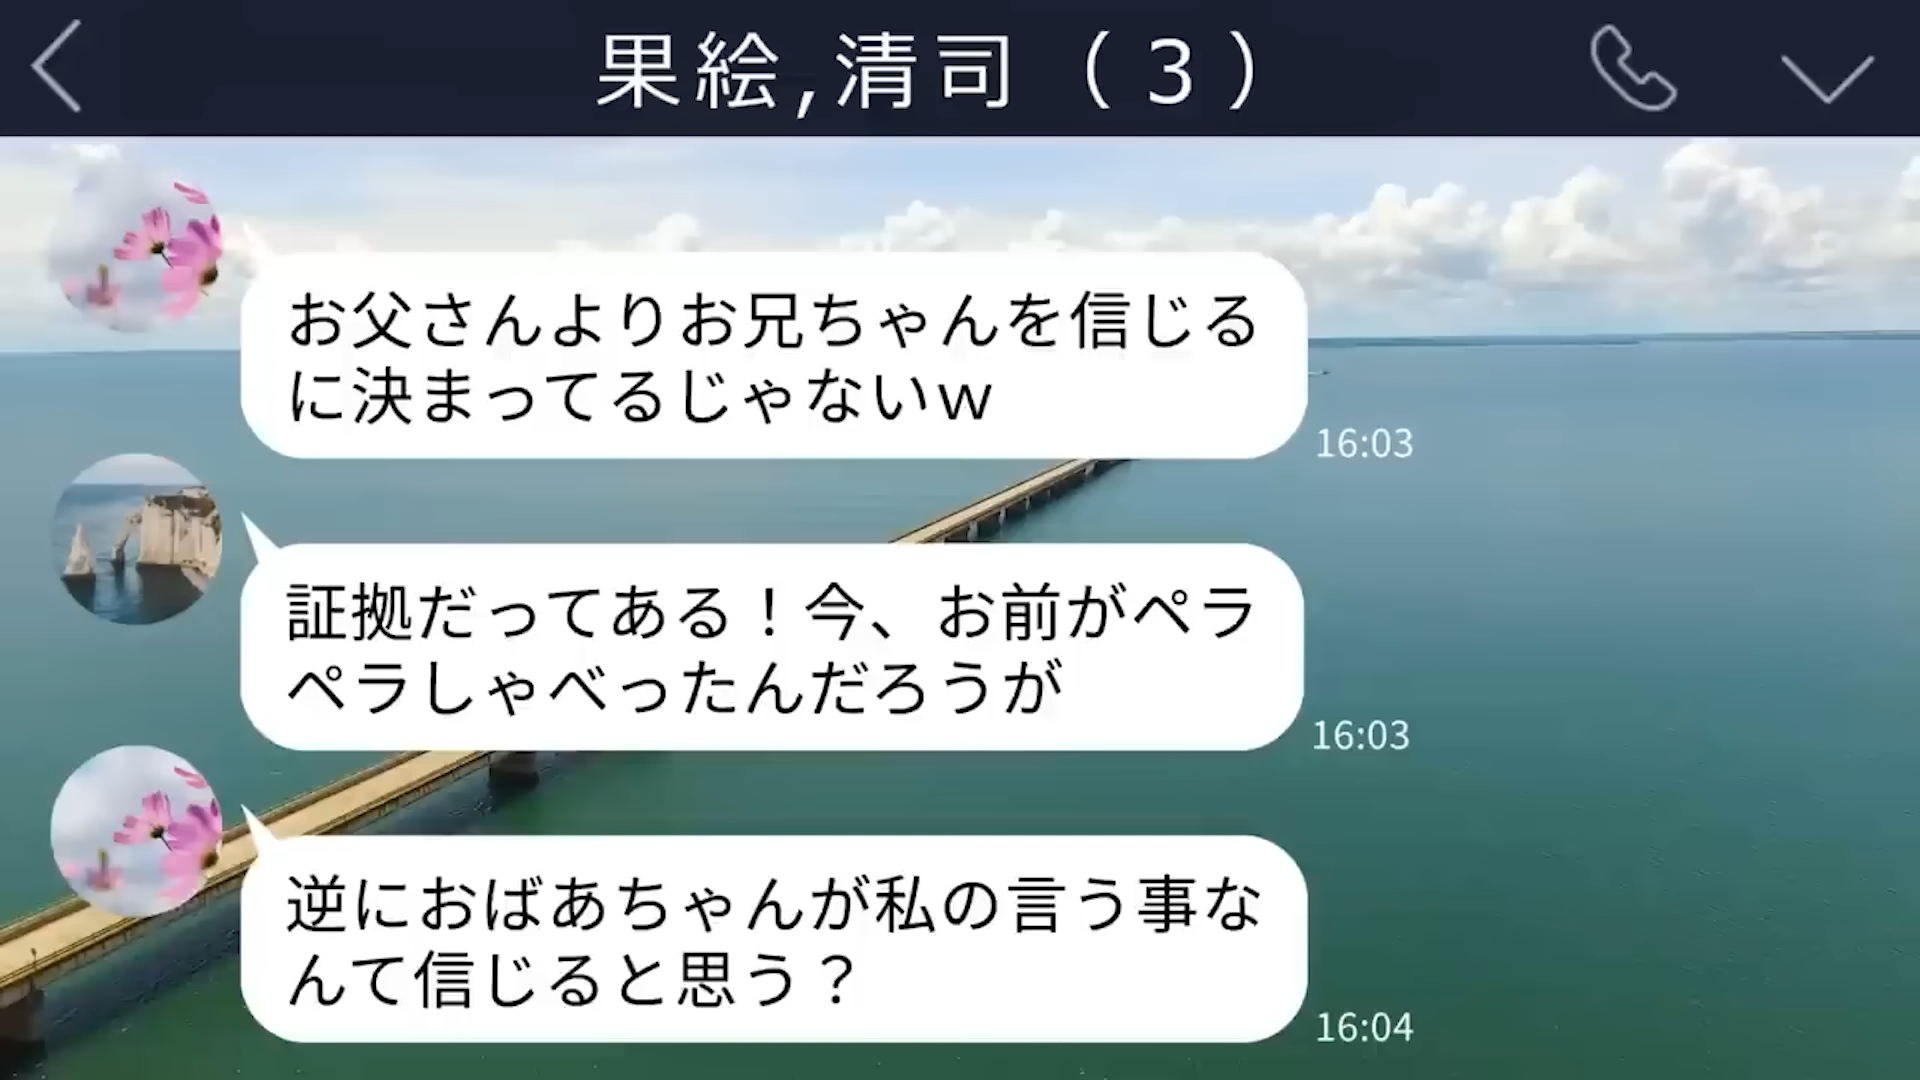 果絵,清司（3）
お父さんよりお兄ちゃんを信じる
に決まってるじゃないw
16:03
証拠だってある！今、お前がペラ
ペラしゃべったんだろうが
16:03
逆におばあちゃんが私の言う事な
んて信じると思う？
16:04